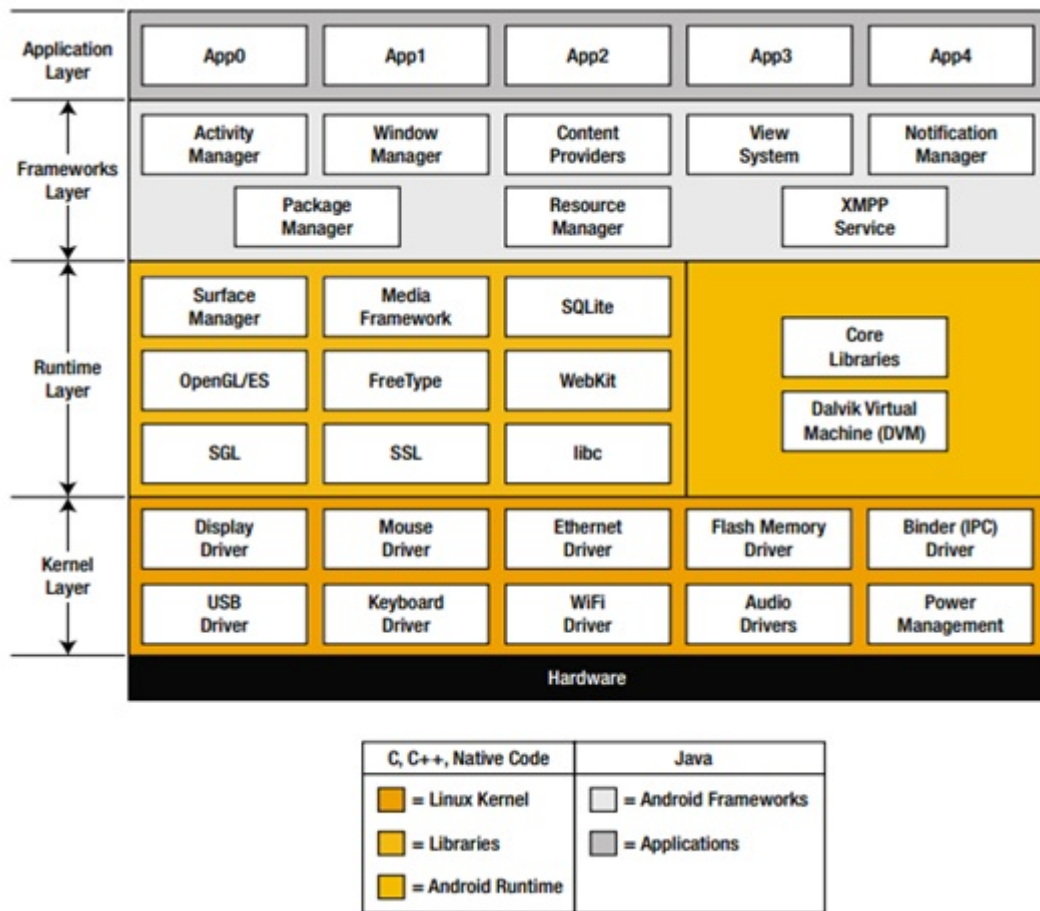 Application
Layer
App0
App1
App2
App3
App4
Frameworks
Layer
Activity
Manager
Window
Manager
Content
Providers
View
System
Notification
Manager
Package
Manager
Resource
Manager
XMPP
Service
Runtime
Layer
Surface
Manager
Media
Framework
SQLite
OpenGL/ES
FreeType
WebKit
SGL
SSL
libc
Core
Libraries
Dalvik Virtual
Machine (DVM)
Kernel
Layer
Display
Driver
Mouse
Driver
Ethernet
Driver
Flash Memory
Driver
Binder (IPC)
Driver
USB
Driver
Keyboard
Driver
WiFi
Driver
Audio
Drivers
Power
Management
Hardware
C, C++, Native Code
= Linux Kernel
= Libraries
= Android Runtime
Java
= Android Frameworks
= Applications